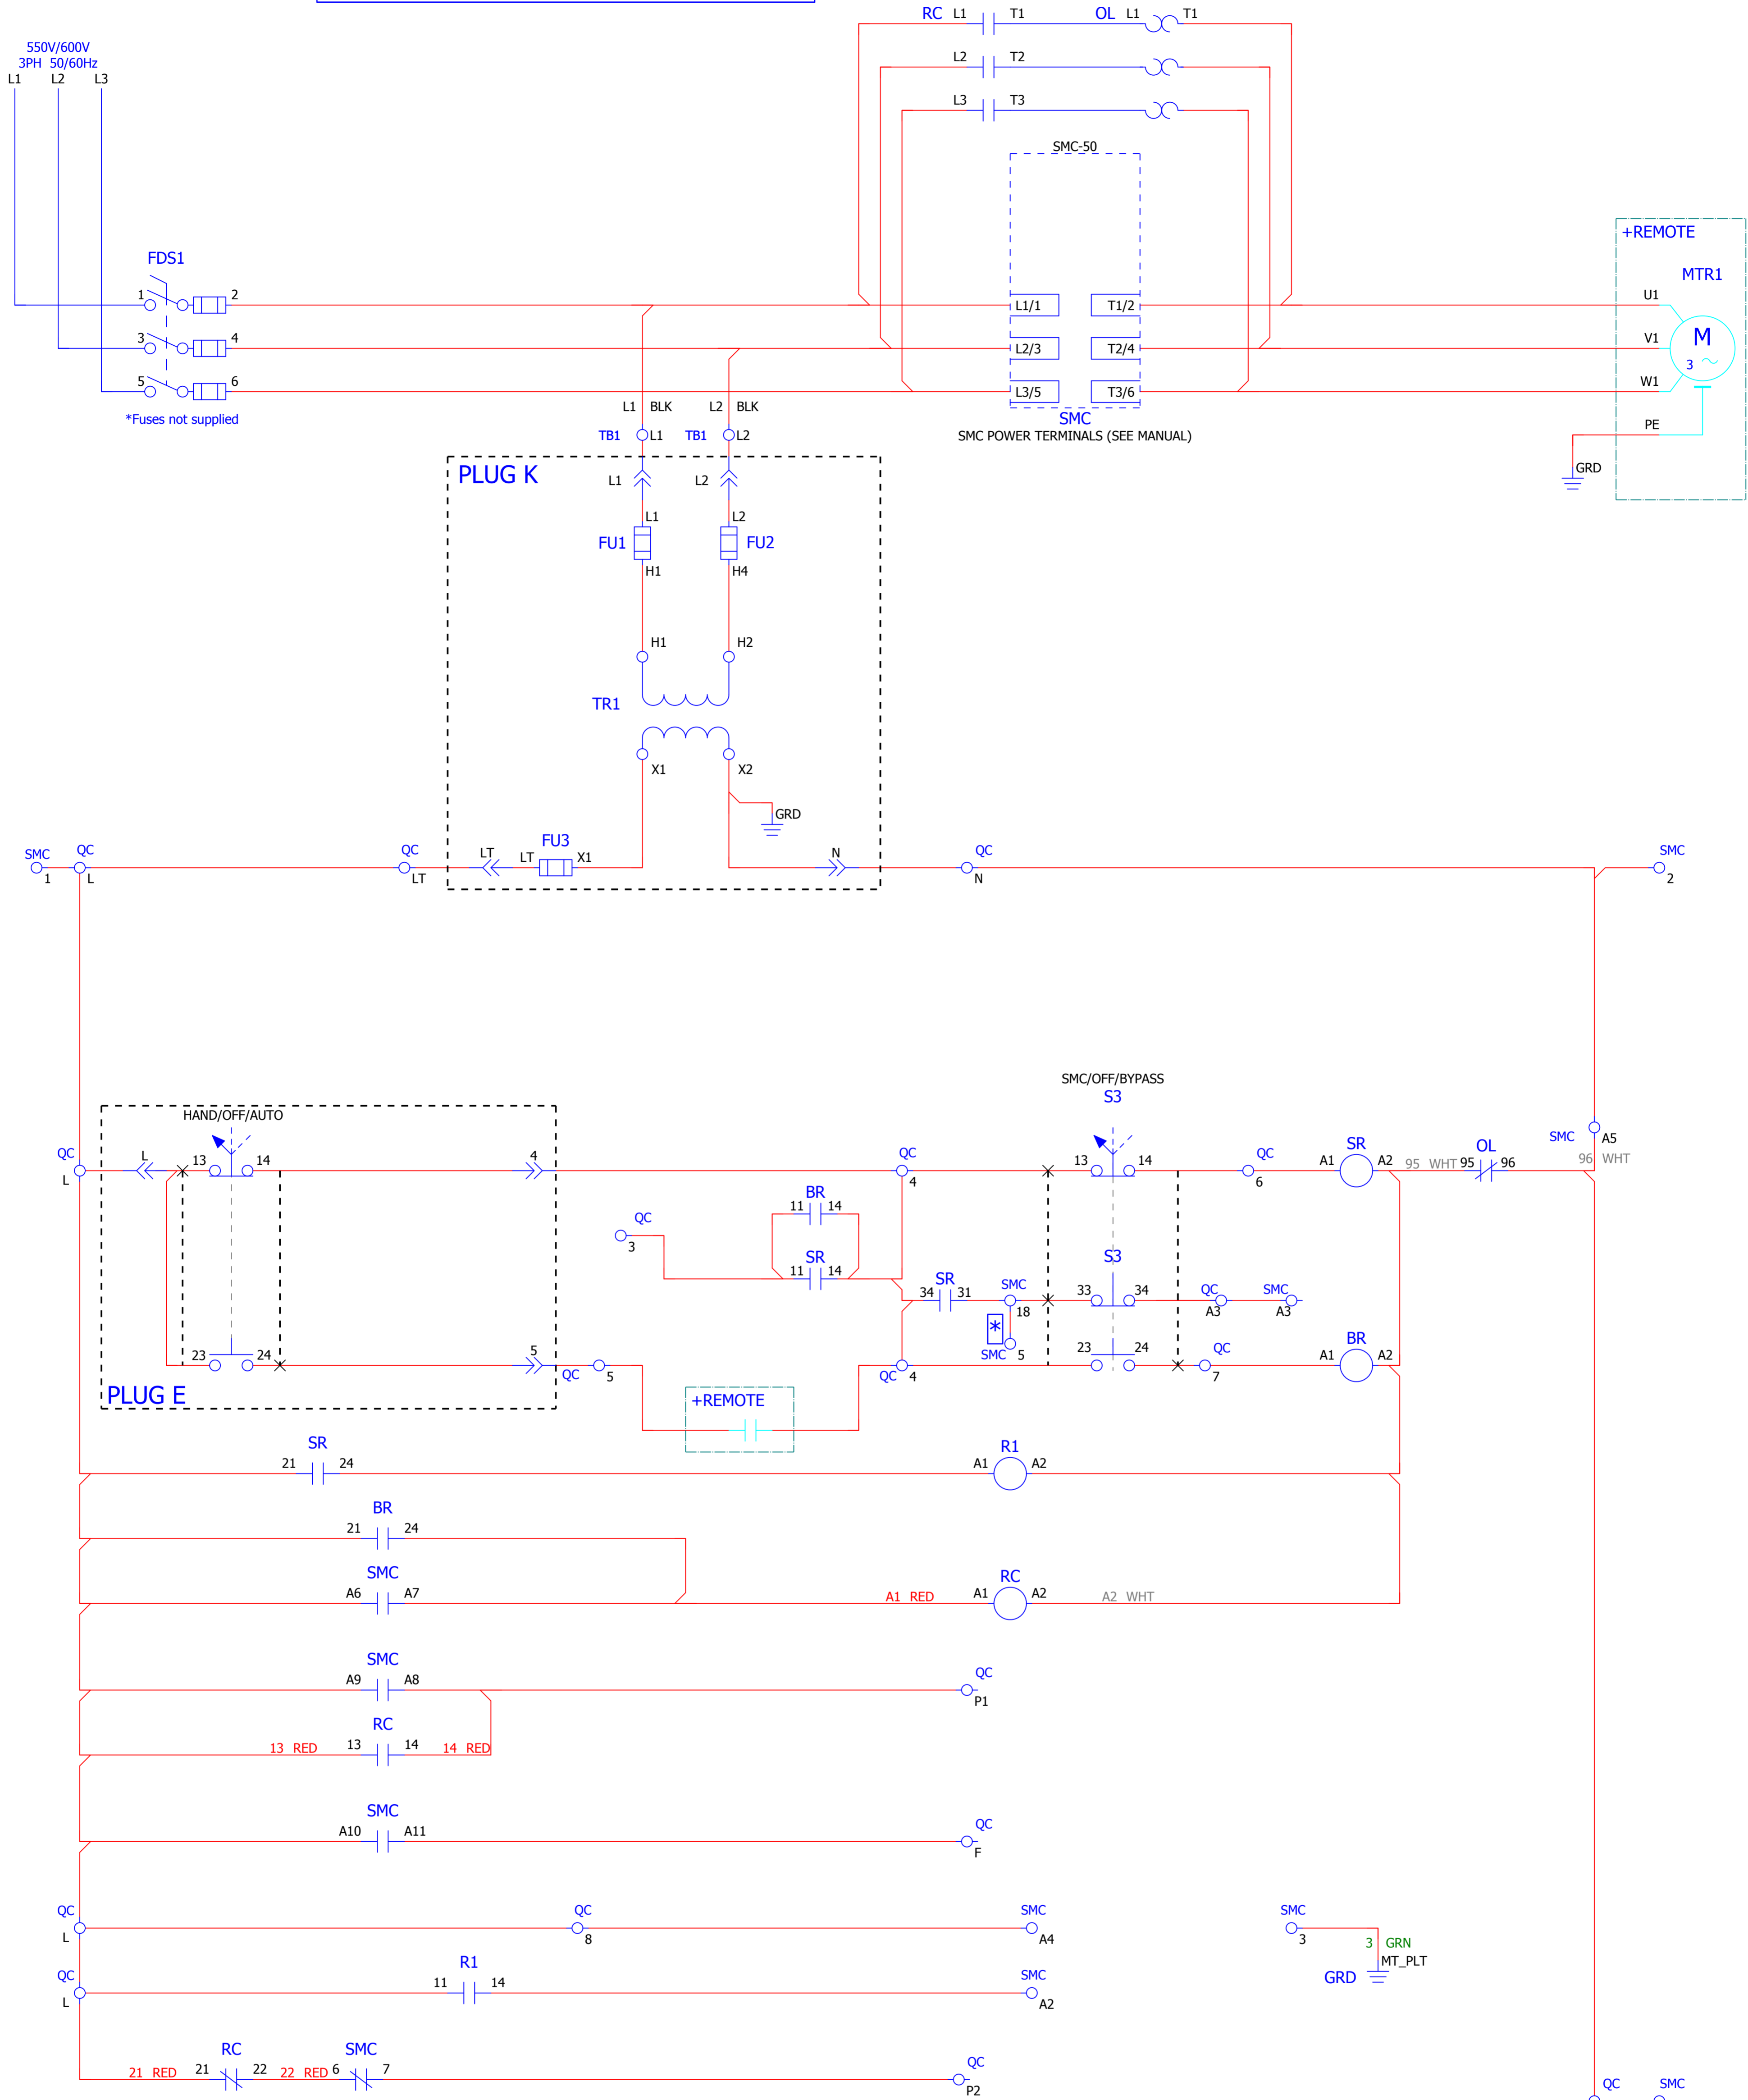 RC L1 T1 OL L1 T1
550V/600V
3PH 50/60Hz
L1 L2 L3
L2 T2
L3 T3
SMC-50
+REMOTE
FDS1
MTR1
1 2 L1/1 T1/2 U1
3 4 L2/3 T2/4 V1 M
3
5 6 L3/5 T3/6 W1
*Fuses not supplied
L1 BLK L2 BLK
SMC
PE
TB1 L1 TB1 L2
SMC POWER TERMINALS (SEE MANUAL)
GRD
PLUG K
L1 L2
L1 L2
FU1 FU2
H1 H4
H1 H2
TR1
X1 X2
GRD
SMC QC QC FU3 QC SMC
LT LT X1 N
1 L LT N 2
SMC/OFF/BYPASS
S3
HAND/OFF/AUTO
SMC A5
QC L 13 14 4 QC 13 14 QC SR OL
A1 A2 95 WHT 95 96 96 WHT
L 4 6
BR
11 14
QC
3
SR S3
11 14
SR SMC
34 31 33 34 QC SMC
18 A3 A3
*
SMC 5
23 24 5 23 24 QC BR
A1 A2
QC 5 QC 4 7
PLUG E
+REMOTE
SR R1
21 24 A1 A2
BR
21 24
SMC RC
A6 A7 A1 RED A1 A2 A2 WHT
SMC QC
A9 A8
P1
RC
13 RED 13 14 14 RED
SMC QC
A10 A11
F
QC QC SMC SMC
L 8 A4 3
3 GRN
MT_PLT
GRD
QC R1 SMC
11 14
L A2
RC SMC
21 RED 21 22 22 RED 6 7 QC
P2
QC SMC